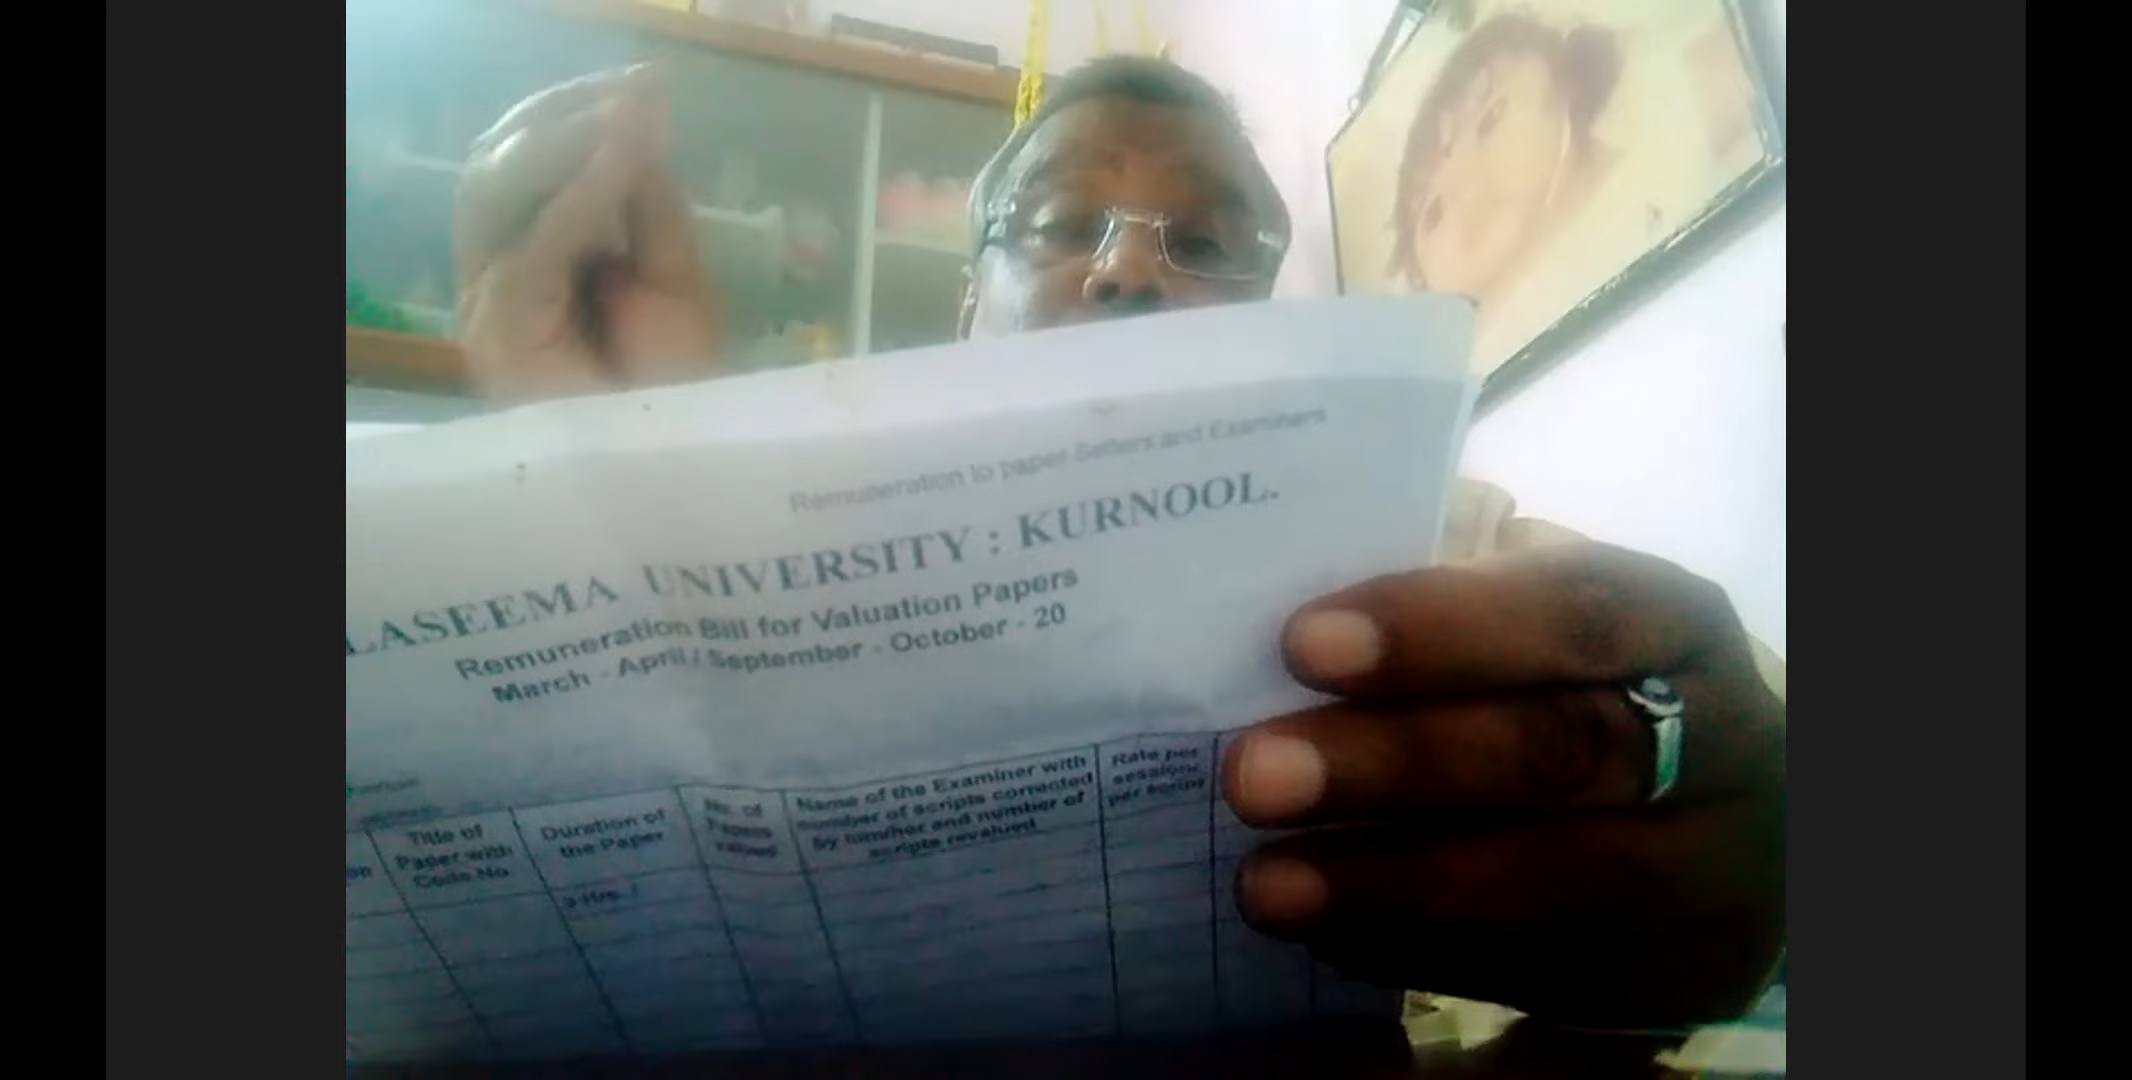 Remuneration to paper Setters and Examiners
LASEEMA UNIVERSITY : KURNOOL.
Remuneration Bill for Valuation Papers
March - April / September - October - 20
on
Title of
Paper with
Code No.
Duration of
the Paper
3 Hrs. /
No. of
Papers
valued
Name of the Examiner with
number of scripts corrected
by him/her and number of
scripts revalued
Rate per
session/
per script